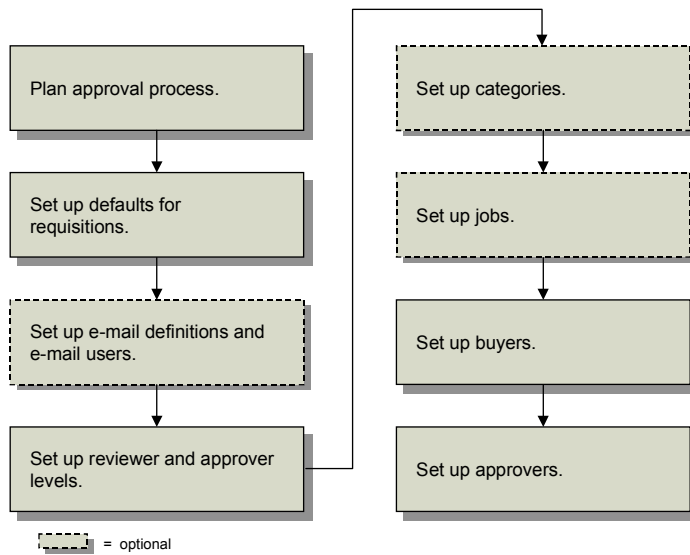 Plan approval process.
Set up defaults for
requisitions.
Set up e-mail definitions and
e-mail users.
Set up reviewer and approver
levels.
Set up categories.
Set up jobs.
Set up buyers.
Set up approvers.
= optional